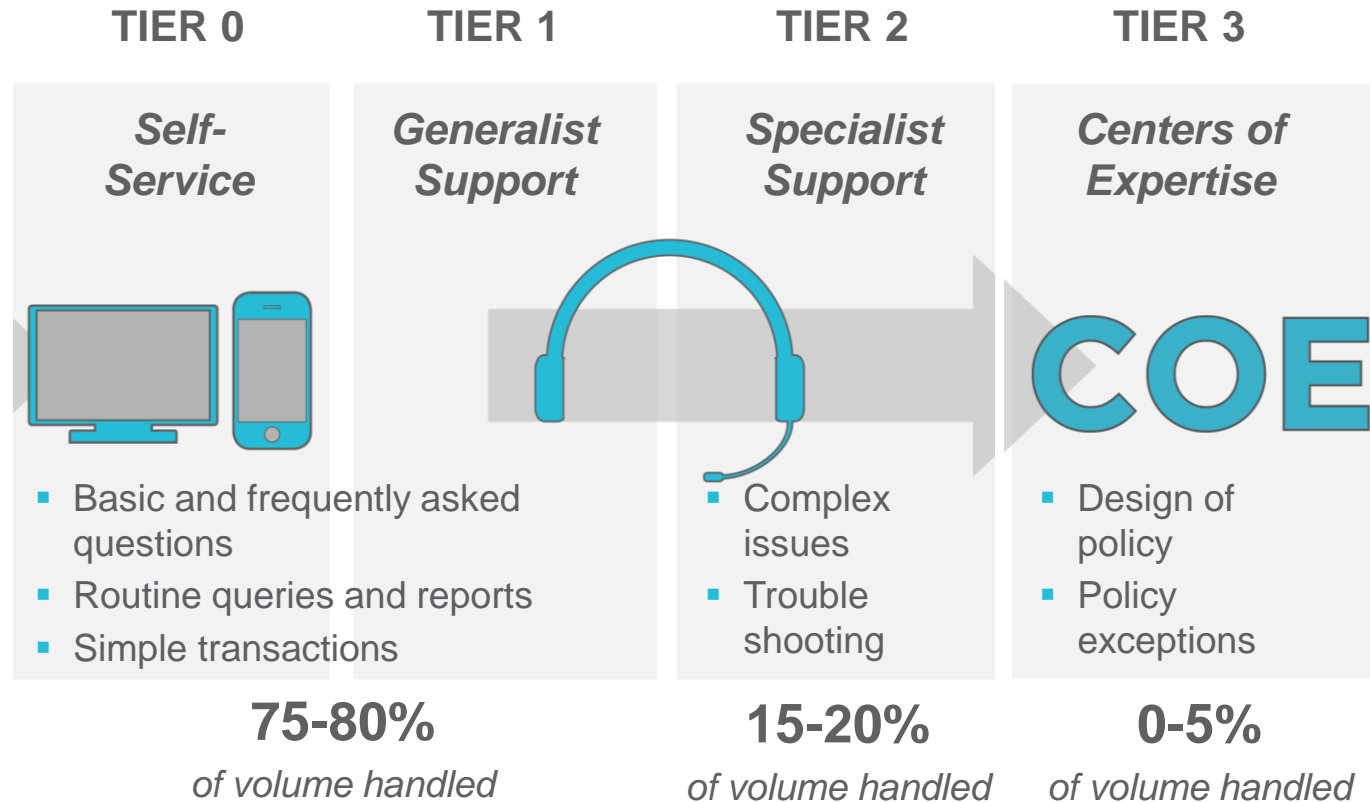 TIER 0
TIER 1
TIER 2
TIER 3
Self-
Service
Generalist
Support
Specialist
Support
Centers of
Expertise
COE
▪ Basic and frequently asked
questions
▪ Routine queries and reports
▪ Simple transactions
▪ Complex
issues
▪ Trouble
shooting
▪ Design of
policy
▪ Policy
exceptions
75-80%
of volume handled
15-20%
of volume handled
0-5%
of volume handled